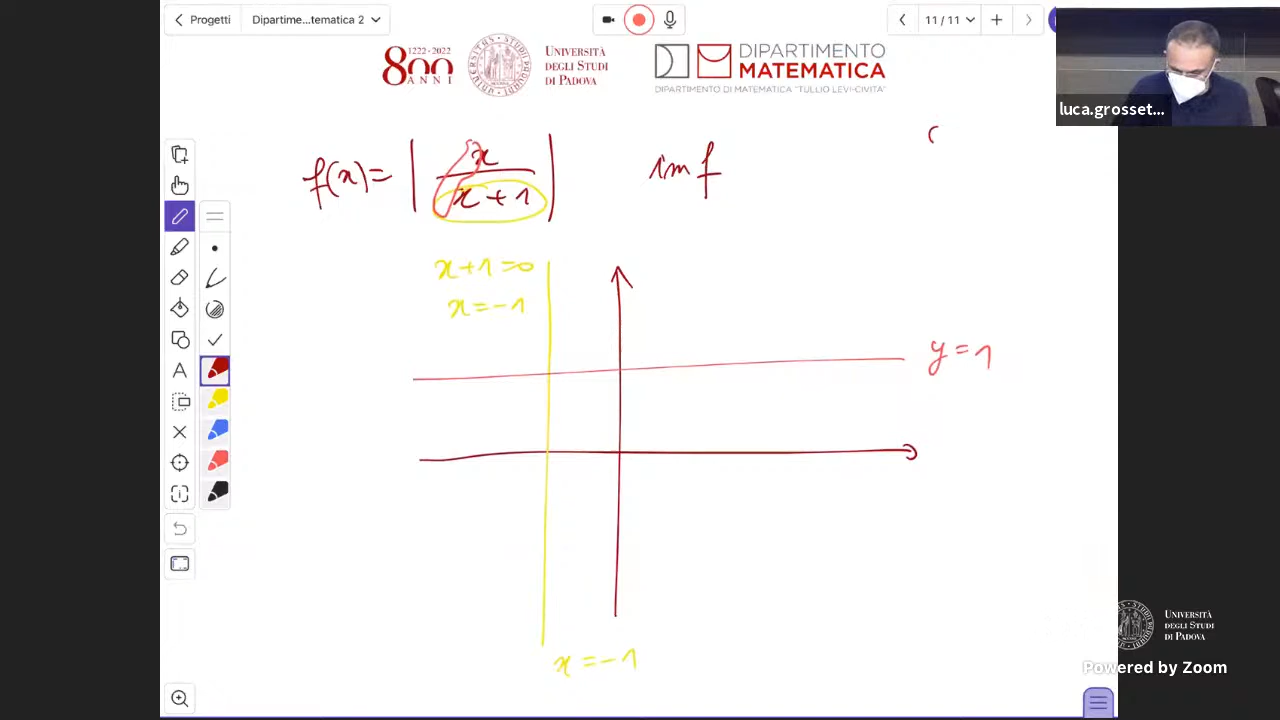 Progetti
Dipartime...tematica 2
11 / 11
1222-2022
800
ANNI
UNIVERSITÀ
DEGLI STUDI
DI PADOVA
DIPARTIMENTO
MATEMATICA
DIPARTIMENTO DI MATEMATICA "TULLIO LEVI-CIVITA"
luca.grosset...
f(x) = | x / (x + 1) | im f
x + 1 = 0
x = -1
y = 1
x = -1
A
UNIVERSITÀ
DEGLI STUDI
DI PADOVA
Powered by Zoom